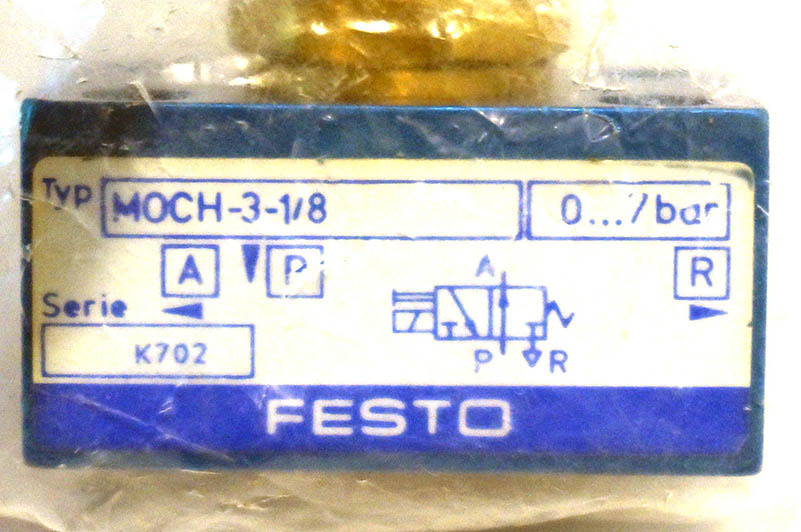 Typ MOCH-3-1/8 0...7bar
A P R
Serie
K702
A
P R
FESTO